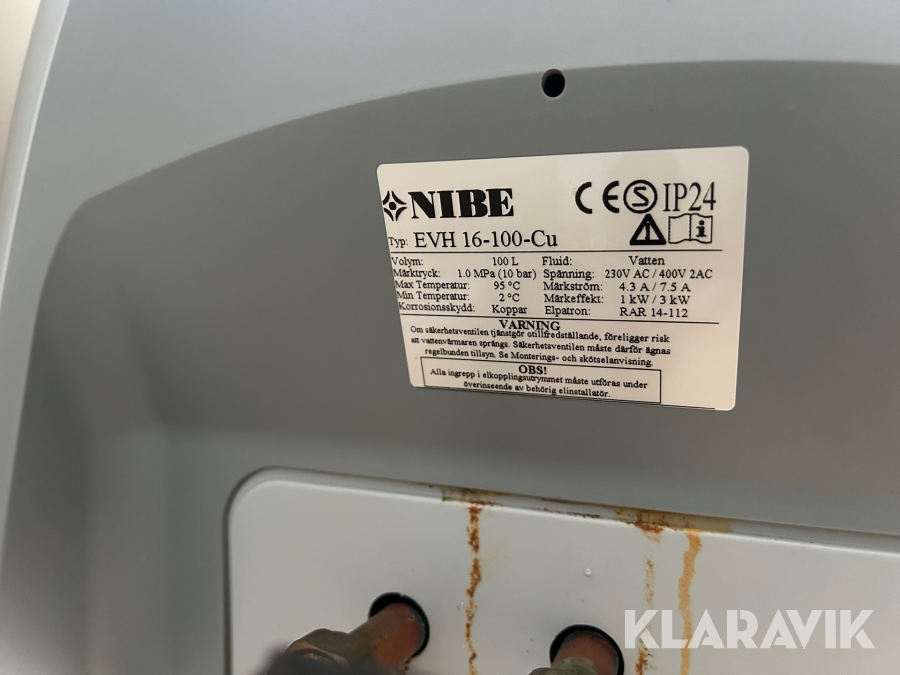 NIBE
CE S IP24
Typ: EVH 16-100-Cu
Volym: 100 L Fluid: Vatten
Märktryck: 1.0 MPa (10 bar) Spänning: 230V AC / 400V 2AC
Max Temperatur: 95 °C Märkström: 4.3 A / 7.5 A
Min Temperatur: 2 °C Märkeffekt: 1 kW / 3 kW
Korrosionsskydd: Koppar Elpatron: RAR 14-112
VARNING
Om säkerhetsventilen tjänstgör otillfredställande, föreligger risk
att vattenvärmaren sprängs. Säkerhetsventilen måste därför ägnas
regelbunden tillsyn. Se Monterings- och skötselanvisning.
OBS!
Alla ingrepp i elkopplingsutrymmet måste utföras under
överinseende av behörig elinstallatör.
KLARAVIK